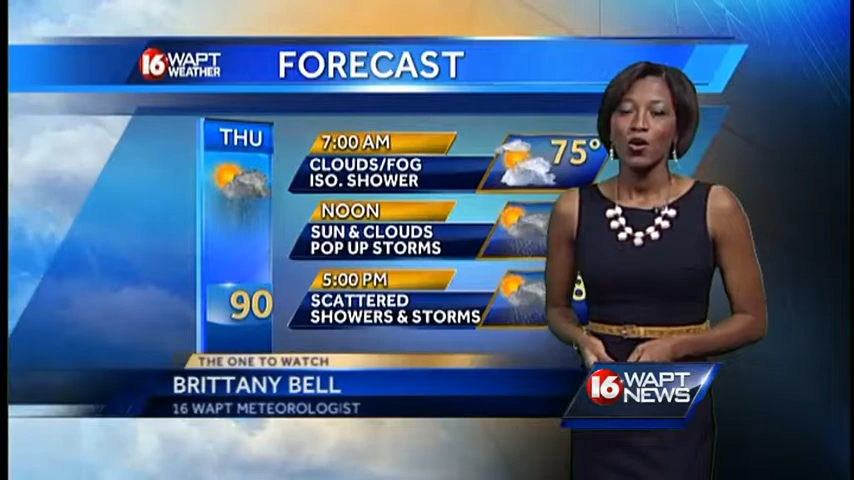 16 WAPT WEATHER
FORECAST
THU
90
7:00 AM
CLOUDS/FOG
ISO. SHOWER
75°
NOON
SUN & CLOUDS
POP UP STORMS
5:00 PM
SCATTERED
SHOWERS & STORMS
THE ONE TO WATCH
BRITTANY BELL
16 WAPT METEOROLOGIST
16 WAPT NEWS